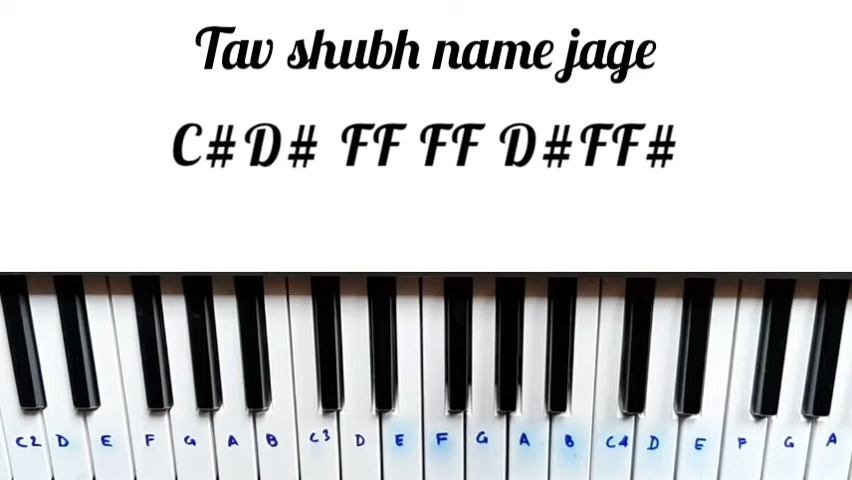 Tav shubh name jage
C#D# FF FF D#FF#
C2 D E F G A B C3 D E F G A B C4 D E F G A